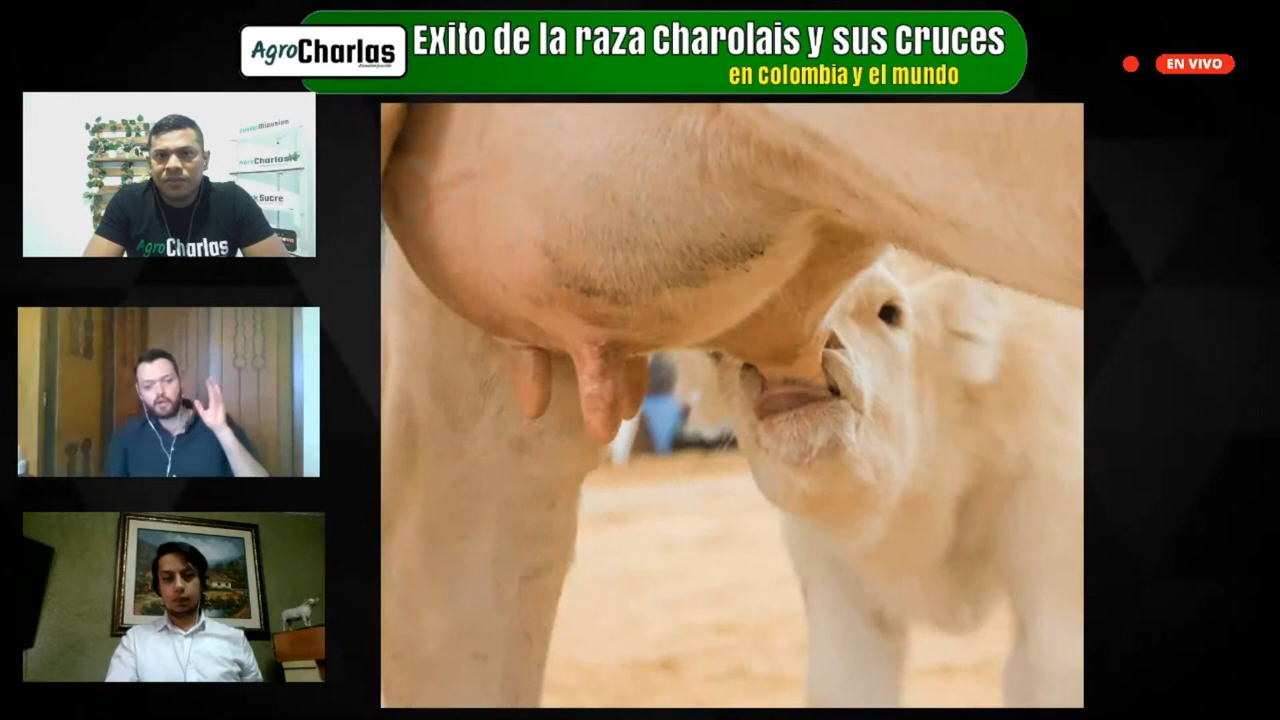 AgroCharlas
Exito de la raza Charolais y sus Cruces
en Colombia y el mundo
EN VIVO
AgroCharlas
Sucre
AgroCharlas